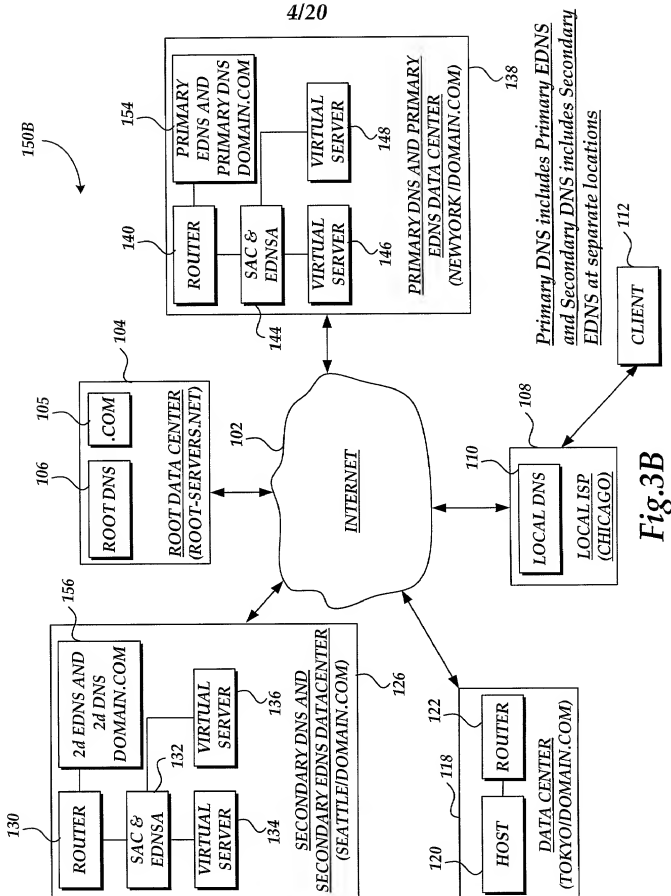 4/20
150B
130
ROUTER
2d EDNS AND
2d DNS
DOMAIN.COM
156
SAC &
EDNSA
132
VIRTUAL
SERVER
134
VIRTUAL
SERVER
136
SECONDARY DNS AND
SECONDARY EDNS DATACENTER
(SEATTLE/DOMAIN.COM)
126
106
105
104
ROOT DNS
.COM
ROOT DATA CENTER
(ROOT-SERVERS.NET)
140
154
ROUTER
PRIMARY
EDNS AND
PRIMARY DNS
DOMAIN.COM
SAC &
EDNSA
144
VIRTUAL
SERVER
146
VIRTUAL
SERVER
148
PRIMARY DNS AND PRIMARY
EDNS DATA CENTER
(NEWYORK/DOMAIN.COM)
138
102
INTERNET
118
120
HOST
122
ROUTER
DATA CENTER
(TOKYO/DOMAIN.COM)
110
108
LOCAL DNS
LOCAL ISP
(CHICAGO)
112
CLIENT
Primary DNS includes Primary EDNS
and Secondary DNS includes Secondary
EDNS at separate locations
Fig.3B